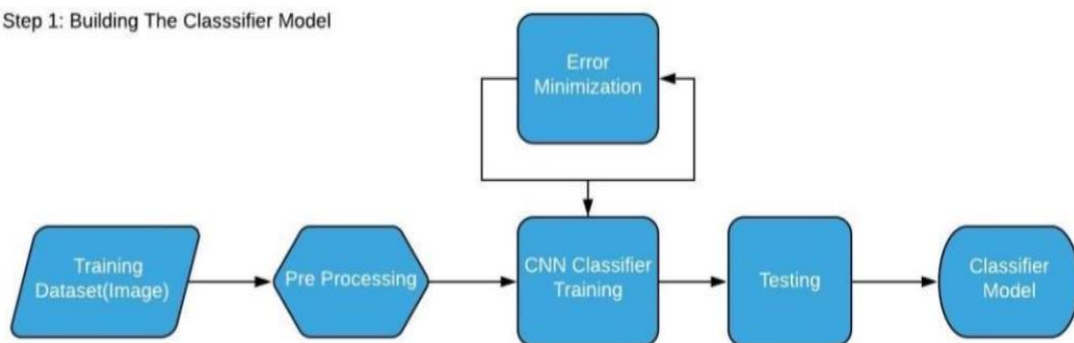 Step 1: Building The Classsifier Model
Error
Minimization
Training
Dataset(Image)
Pre Processing
CNN Classifier
Training
Testing
Classifier
Model